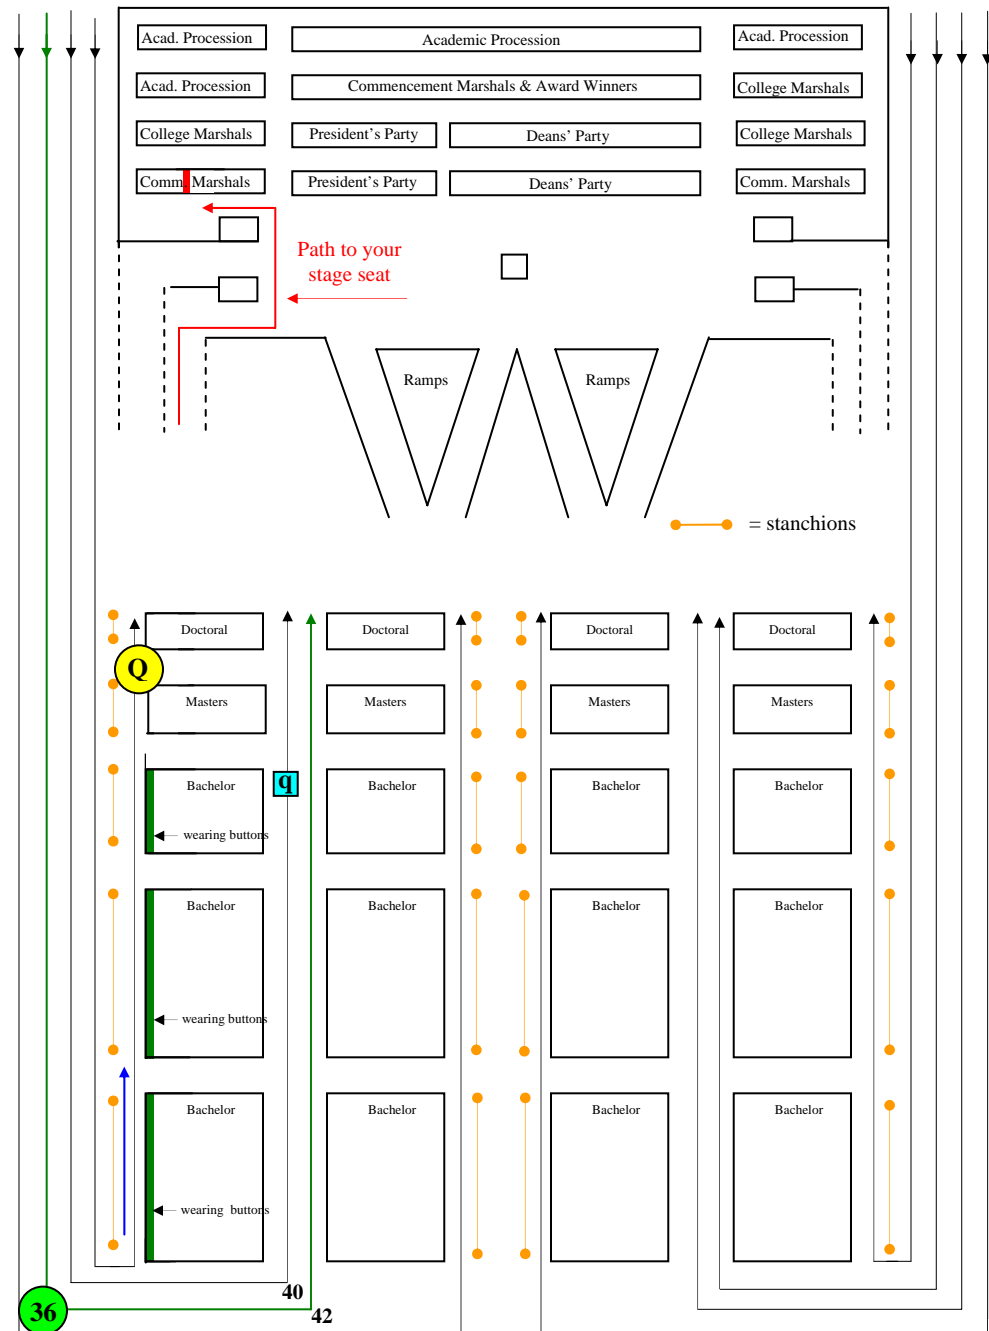 Acad. Procession
Academic Procession
Acad. Procession
Acad. Procession
Commencement Marshals & Award Winners
College Marshals
College Marshals
President's Party
Deans' Party
College Marshals
Comm. Marshals
President's Party
Deans' Party
Comm. Marshals
Path to your
stage seat
Ramps
Ramps
= stanchions
Doctoral
Doctoral
Doctoral
Doctoral
Q
Masters
Masters
Masters
Masters
Bachelor
q
Bachelor
Bachelor
Bachelor
wearing buttons
Bachelor
Bachelor
Bachelor
Bachelor
wearing buttons
Bachelor
Bachelor
Bachelor
Bachelor
wearing buttons
40
36
42